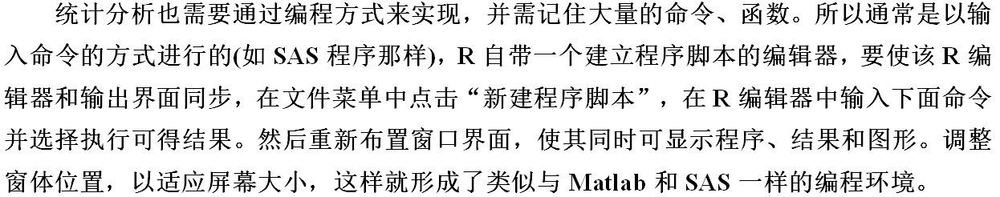 统计分析也需要通过编程方式来实现，并需记住大量的命令、函数。所以通常是以输
入命令的方式进行的(如 SAS 程序那样)，R 自带一个建立程序脚本的编辑器，要使该 R 编
辑器和输出界面同步，在文件菜单中点击“新建程序脚本”，在 R 编辑器中输入下面命令
并选择执行可得结果。然后重新布置窗口界面，使其同时可显示程序、结果和图形。调整
窗体位置，以适应屏幕大小，这样就形成了类似与 Matlab 和 SAS 一样的编程环境。